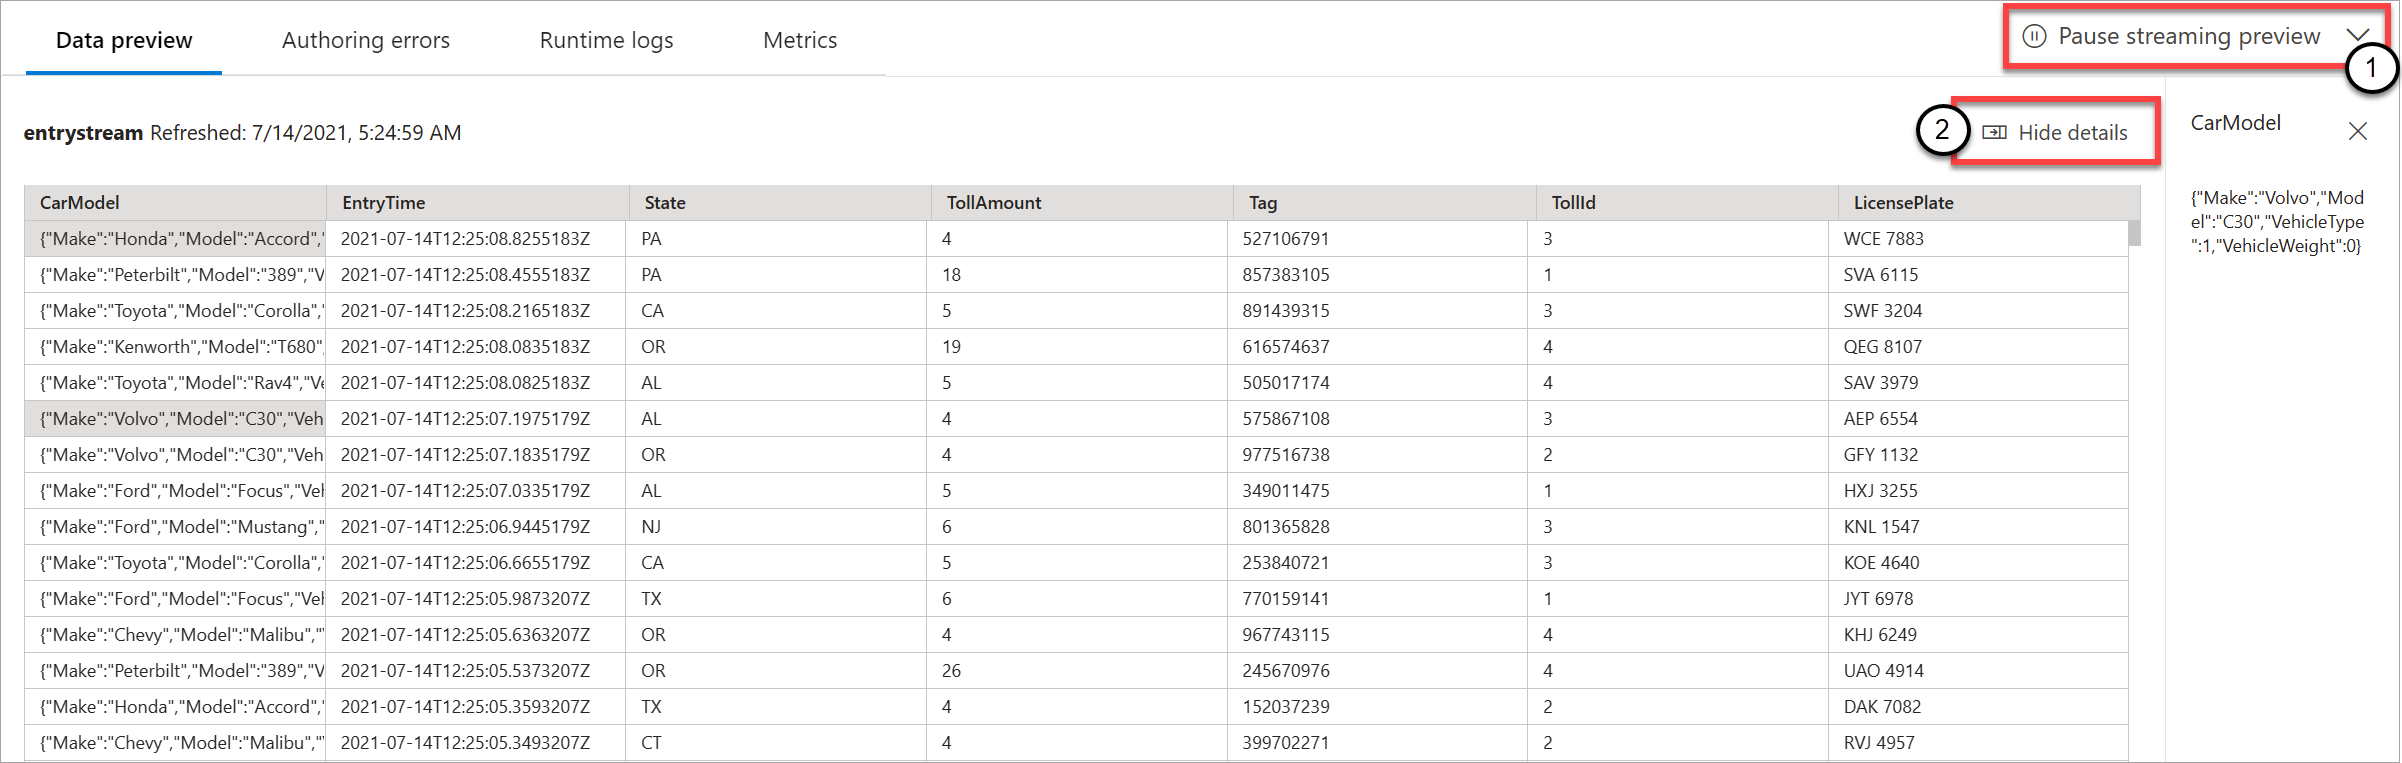 Data preview Authoring errors Runtime logs Metrics Pause streaming preview
1
entrystream Refreshed: 7/14/2021, 5:24:59 AM 2 Hide details
CarModel EntryTime State TollAmount Tag TollId LicensePlate
{"Make":"Honda","Model":"Accord"," 2021-07-14T12:25:08.8255183Z PA 4 527106791 3 WCE 7883
{"Make":"Peterbilt","Model":"389","V 2021-07-14T12:25:08.4555183Z PA 18 857383105 1 SVA 6115
{"Make":"Toyota","Model":"Corolla"," 2021-07-14T12:25:08.2165183Z CA 5 891439315 3 SWF 3204
{"Make":"Kenworth","Model":"T680", 2021-07-14T12:25:08.0835183Z OR 19 616574637 4 QEG 8107
{"Make":"Toyota","Model":"Rav4","Ve 2021-07-14T12:25:08.0825183Z AL 5 505017174 4 SAV 3979
{"Make":"Volvo","Model":"C30","Veh 2021-07-14T12:25:07.1975179Z AL 4 575867108 3 AEP 6554
{"Make":"Volvo","Model":"C30","Veh 2021-07-14T12:25:07.1835179Z OR 4 977516738 2 GFY 1132
{"Make":"Ford","Model":"Focus","Veh 2021-07-14T12:25:07.0335179Z AL 5 349011475 1 HXJ 3255
{"Make":"Ford","Model":"Mustang"," 2021-07-14T12:25:06.9445179Z NJ 6 801365828 3 KNL 1547
{"Make":"Toyota","Model":"Corolla"," 2021-07-14T12:25:06.6655179Z CA 5 253840721 3 KOE 4640
{"Make":"Ford","Model":"Focus","Veh 2021-07-14T12:25:05.9873207Z TX 6 770159141 1 JYT 6978
{"Make":"Chevy","Model":"Malibu"," 2021-07-14T12:25:05.6363207Z OR 4 967743115 4 KHJ 6249
{"Make":"Peterbilt","Model":"389","V 2021-07-14T12:25:05.5373207Z OR 26 245670976 4 UAO 4914
{"Make":"Honda","Model":"Accord"," 2021-07-14T12:25:05.3593207Z TX 4 152037239 2 DAK 7082
{"Make":"Chevy","Model":"Malibu"," 2021-07-14T12:25:05.3493207Z CT 4 399702271 2 RVJ 4957
CarModel
{"Make":"Volvo","Mod
el":"C30","VehicleType
":1,"VehicleWeight":0}